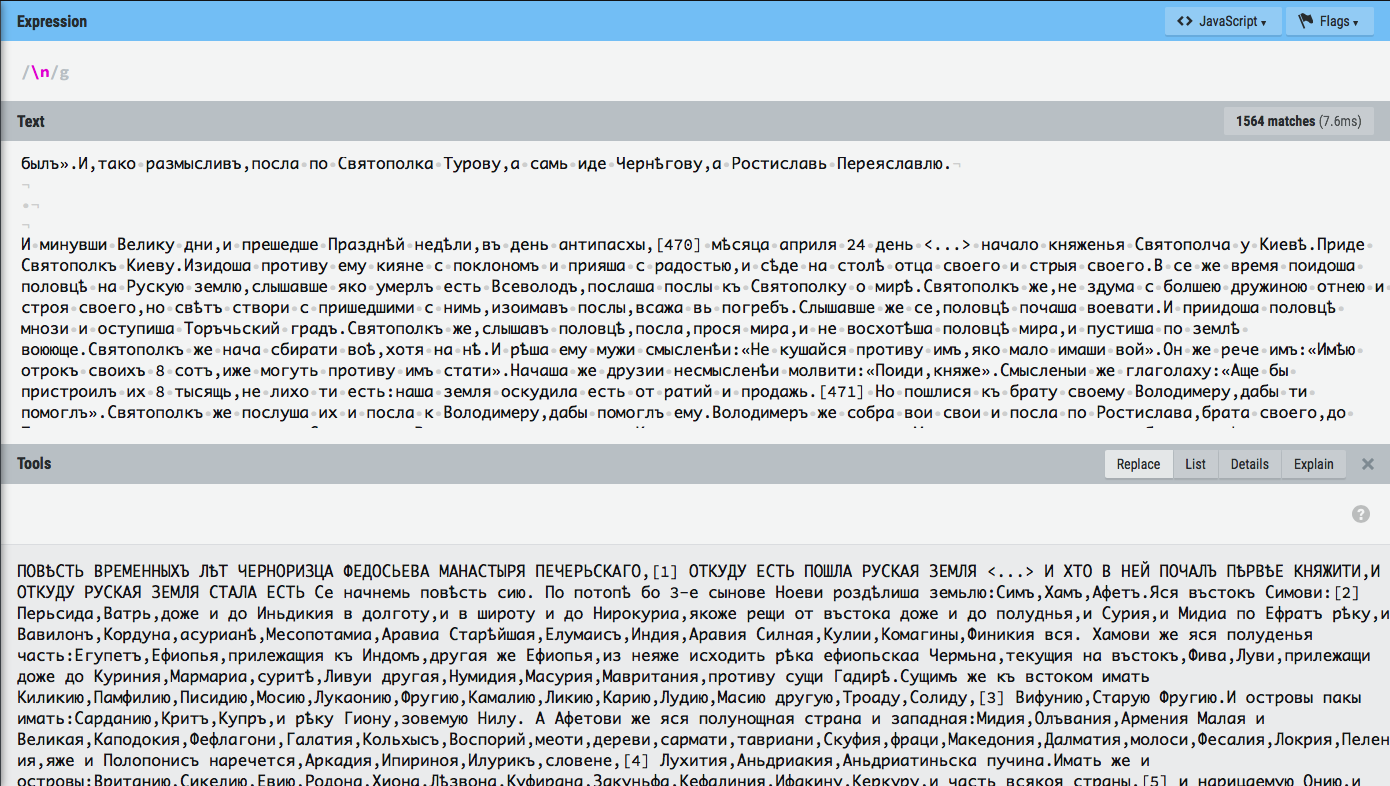 Expression
JavaScript
Flags
/\n/g
Text
1564 matches (7.6ms)
былъ».И,тако размысливъ,посла по Святополка Турову,а самь иде Чернѣгову,а Ростиславь Переяславлю.
И минувши Велику дни,и прешедше Празднѣй недѣли,въ день антипасхы,[470] мѣсяца априля 24 день <...> начало княженья Святополча у Киевѣ.Приде
Святополкъ Киеву.Изидоша противу ему кияне с поклономъ и прияша с радостью,и сѣде на столѣ отца своего и стрыя своего.В се же время поидоша
половцѣ на Рускую землю,слышавше яко умерлъ есть Всеволодъ,послаша послы къ Святополку о мирѣ.Святополкъ же,не здума с болшею дружиною отнею и
строя своего,но свѣтъ створи с пришедшими с нимь,изоимавъ послы,всажа вь погребъ.Слышавше же се,половцѣ почаша воевати.И приидоша половцѣ
мнози и оступиша Торъчьский градъ.Святополкъ же,слышавъ половцѣ,посла,прося мира,и не восхотѣша половцѣ мира,и пустиша по землѣ
воююще.Святополкъ же нача сбирати воѣ,хотя на нѣ.И рѣша ему мужи смысленѣи:«Не кушайся противу имъ,яко мало имаши вой».Он же рече имъ:«Имѣю
отрокъ своихъ 8 сотъ,иже могуть противу имъ стати».Начаша же друзии несмысленѣи молвити:«Поиди,княже».Смысленыи же глаголаху:«Аще бы
пристроилъ их 8 тысящь,не лихо ти есть:наша земля оскудила есть от ратий и продажь.[471] Но пошлися къ брату своему Володимеру,дабы ти
помоглъ».Святополкъ же послуша их и посла к Володимеру,дабы помоглъ ему.Володимеръ же собра вои свои и посла по Ростислава,брата своего,до
Tools
Replace
List
Details
Explain
ПОВѢСТЬ ВРЕМЕННЫХЪ ЛѢТ ЧЕРНОРИЗЦА ФЕДОСЬЕВА МАНАСТЫРЯ ПЕЧЕРЬСКАГО,[1] ОТКУДУ ЕСТЬ ПОШЛА РУСКАЯ ЗЕМЛЯ <...> И ХТО В НЕЙ ПОЧАЛЪ ПѢРВѢЕ КНЯЖИТИ,И
ОТКУДУ РУСКАЯ ЗЕМЛЯ СТАЛА ЕСТЬ Се начнемь повѣсть сию. По потопѣ бо 3-е сынове Ноеви роздѣлиша земьлю:Симъ,Хамъ,Афетъ.Яся въстокъ Симови:[2]
Перьсида,Ватрь,доже и до Иньдикия в долготу,и в широту и до Нирокуриа,якоже рещи от въстока доже и до полуднья,и Сурия,и Мидиа по Ефратъ рѣку,и
Вавилонъ,Кордуна,асурианѣ,Месопотамиа,Аравиа Старѣйшая,Елумаисъ,Индия,Аравия Силная,Кулии,Комагины,Финикия вся. Хамови же яся полуденья
часть:Егупетъ,Ефиопья,прилежащия къ Индомъ,другая же Ефиопья,из неяже исходить рѣка ефиопьскаа Чермьна,текущия на въстокъ,Фива,Луви,прилежащи
доже до Куриния,Мармариа,суритѣ,Ливуи другая,Нумидия,Масурия,Мавритания,противу сущи Гадирѣ.Сущимъ же къ встоком имать
Киликию,Памфилию,Писидию,Мосию,Лукаонию,Фругию,Камалию,Ликию,Карию,Лудию,Масию другую,Троаду,Солиду,[3] Вифунию,Старую Фругию.И островы пакы
имать:Сарданию,Критъ,Купръ,и рѣку Гиону,зовемую Нилу. А Афетови же яся полунощная страна и западная:Мидия,Олъвания,Армения Малая и
Великая,Каподокия,Фефлагони,Галатия,Кольхысъ,Воспорий,меоти,дереви,сармати,тавриани,Скуфия,фраци,Македония,Далматия,молоси,Фесалия,Локрия,Пелен
ия,яже и Полопонисъ наречется,Аркадия,Ипириноя,Илурикъ,словене,[4] Лухития,Аньдриакия,Аньдриатиньска пучина.Имать же и
островы:Вританию,Сикелию,Евию,Родона,Хиона,Лѣзвона,Куфирана,Закуньфа,Кефалиния,Ифакину,Керкуру,и часть всякоя страны,[5] и нарицаемую Онию,и